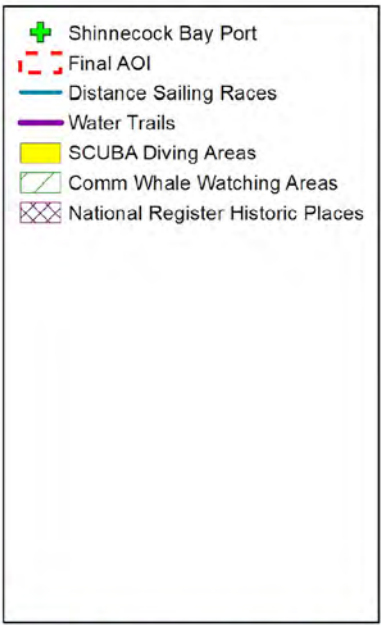 Shinnecock Bay Port
Final AOI
Distance Sailing Races
Water Trails
SCUBA Diving Areas
Comm Whale Watching Areas
National Register Historic Places